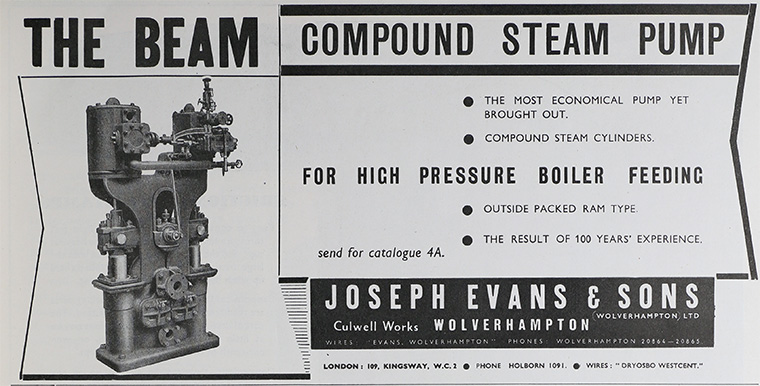 THE BEAM COMPOUND STEAM PUMP
● THE MOST ECONOMICAL PUMP YET
BROUGHT OUT.
● COMPOUND STEAM CYLINDERS.
FOR HIGH PRESSURE BOILER FEEDING
● OUTSIDE PACKED RAM TYPE.
● THE RESULT OF 100 YEARS' EXPERIENCE.
send for catalogue 4A.
JOSEPH EVANS & SONS
(WOLVERHAMPTON) LTD
Culwell Works WOLVERHAMPTON
WIRES "EVANS, WOLVERHAMPTON" PHONES WOLVERHAMPTON 20864—20865.
LONDON: 109, KINGSWAY, W.C. 2 ● PHONE HOLBORN 1091. ● WIRES: "DRYOSBO WESTCENT."